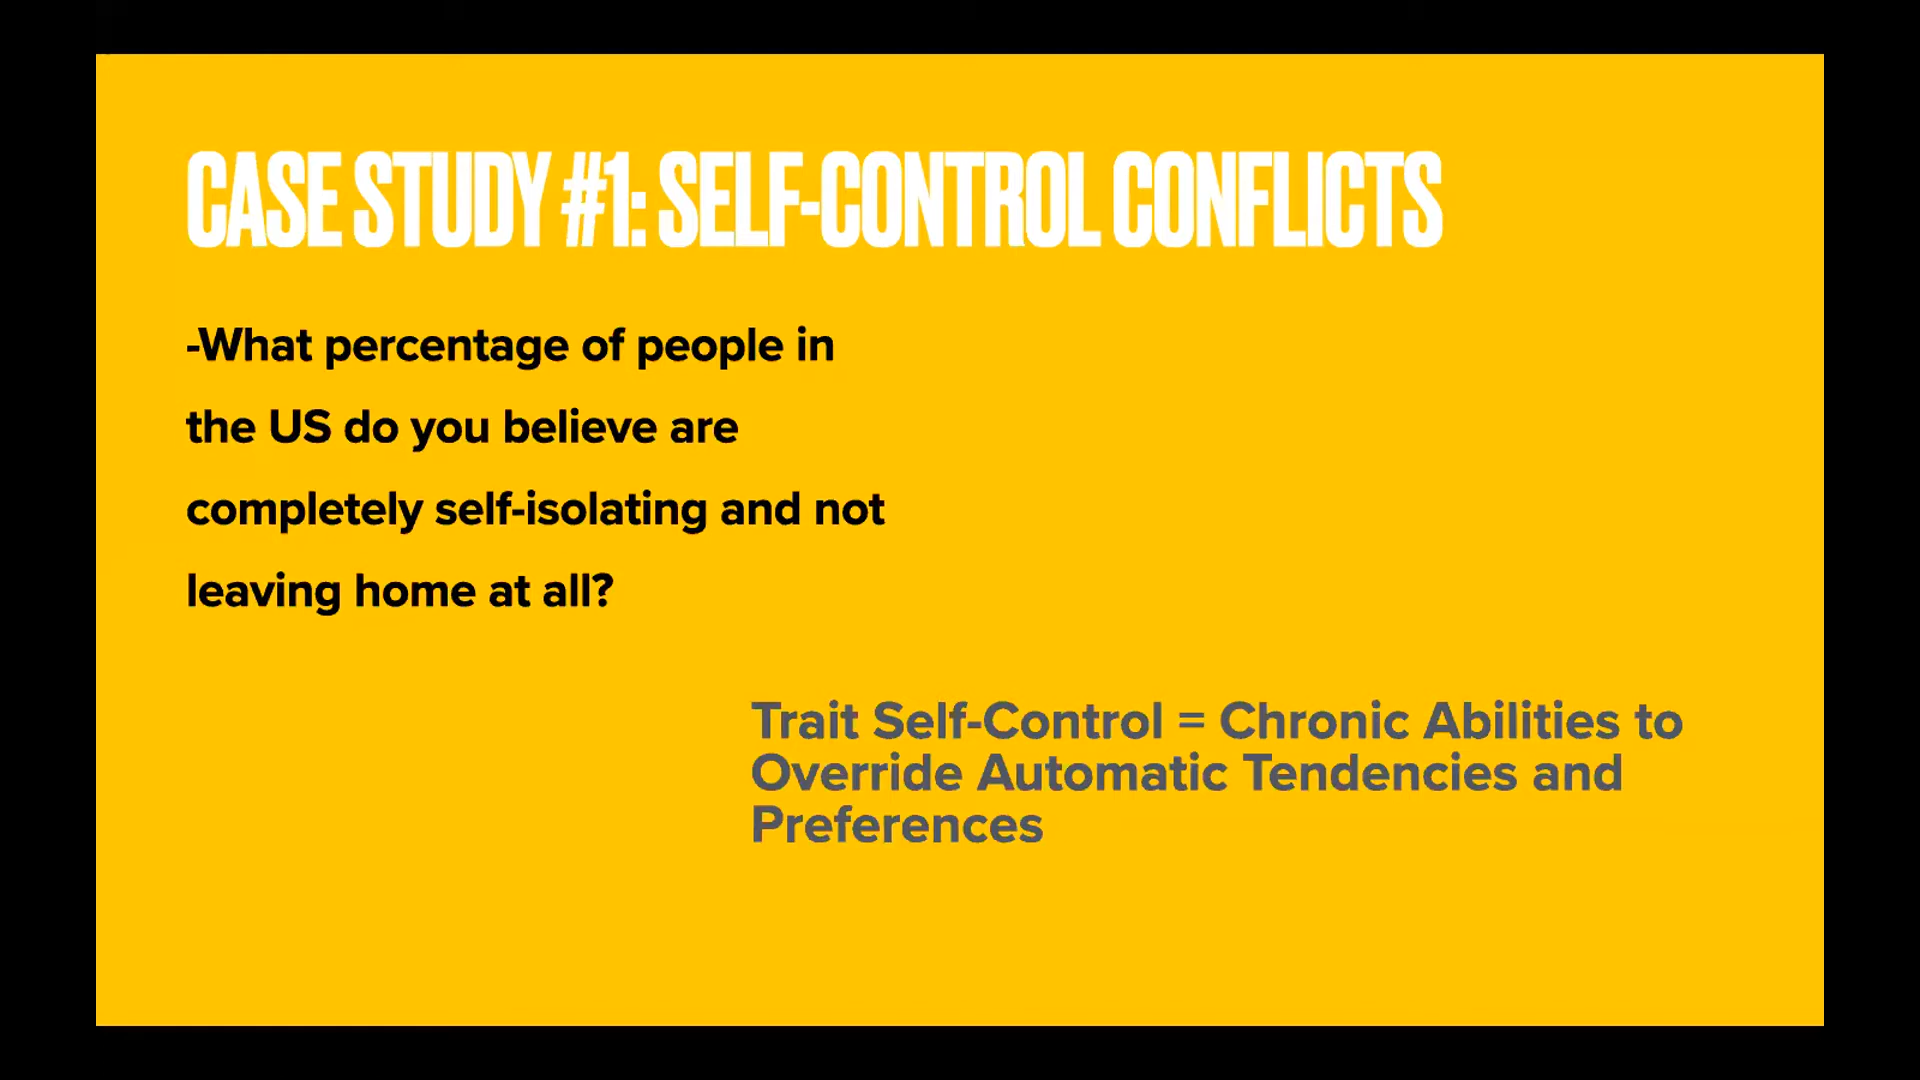 CASE STUDY #1: SELF-CONTROL CONFLICTS
-What percentage of people in
the US do you believe are
completely self-isolating and not
leaving home at all?
Trait Self-Control = Chronic Abilities to
Override Automatic Tendencies and
Preferences